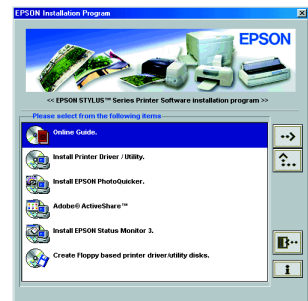 EPSON Installation Program
EPSON
<< EPSON STYLUS™ Series Printer Software installation program >>
Please select from the following items
Online Guide.
Install Printer Driver / Utility.
Install EPSON PhotoQuicker.
Adobe® ActiveShare™
Install EPSON Status Monitor 3.
Create Floppy based printer driver/utility disks.